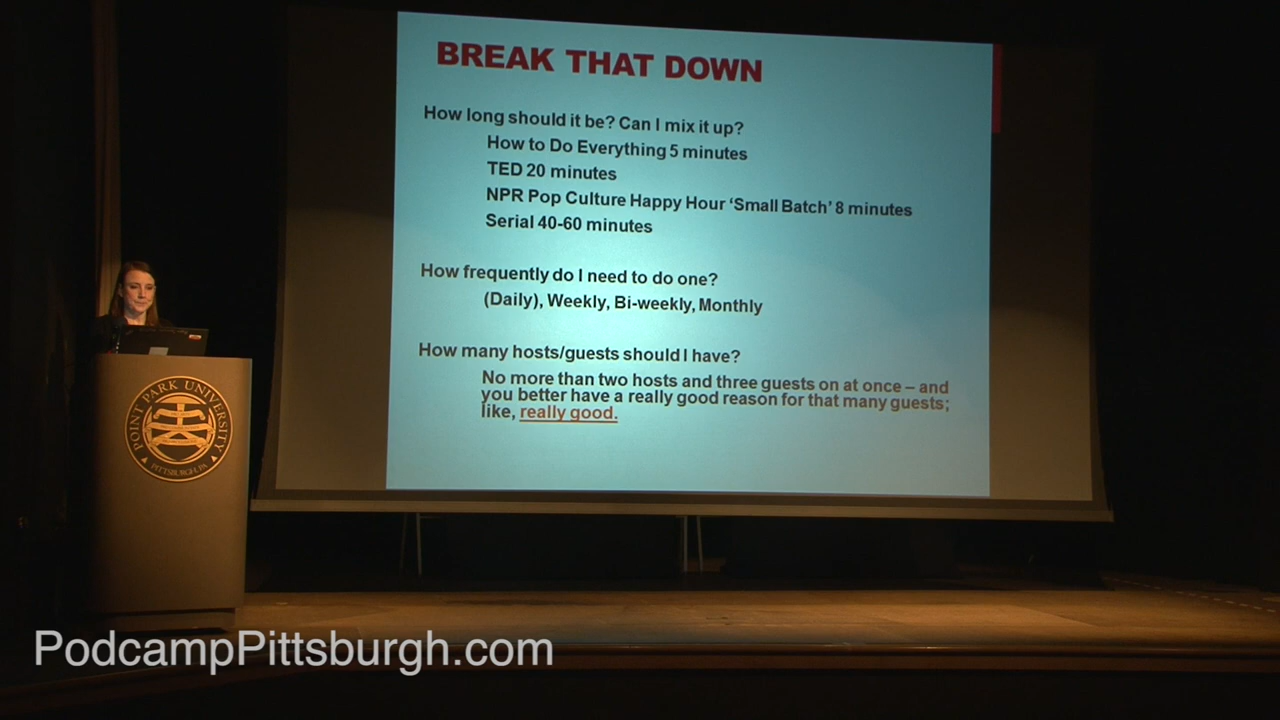 BREAK THAT DOWN
How long should it be? Can I mix it up?
How to Do Everything 5 minutes
TED 20 minutes
NPR Pop Culture Happy Hour ‘Small Batch’ 8 minutes
Serial 40-60 minutes
How frequently do I need to do one?
(Daily), Weekly, Bi-weekly, Monthly
How many hosts/guests should I have?
No more than two hosts and three guests on at once – and
you better have a really good reason for that many guests;
like, really good.
POINT PARK UNIVERSITY
PITTSBURGH, PA
PodcampPittsburgh.com